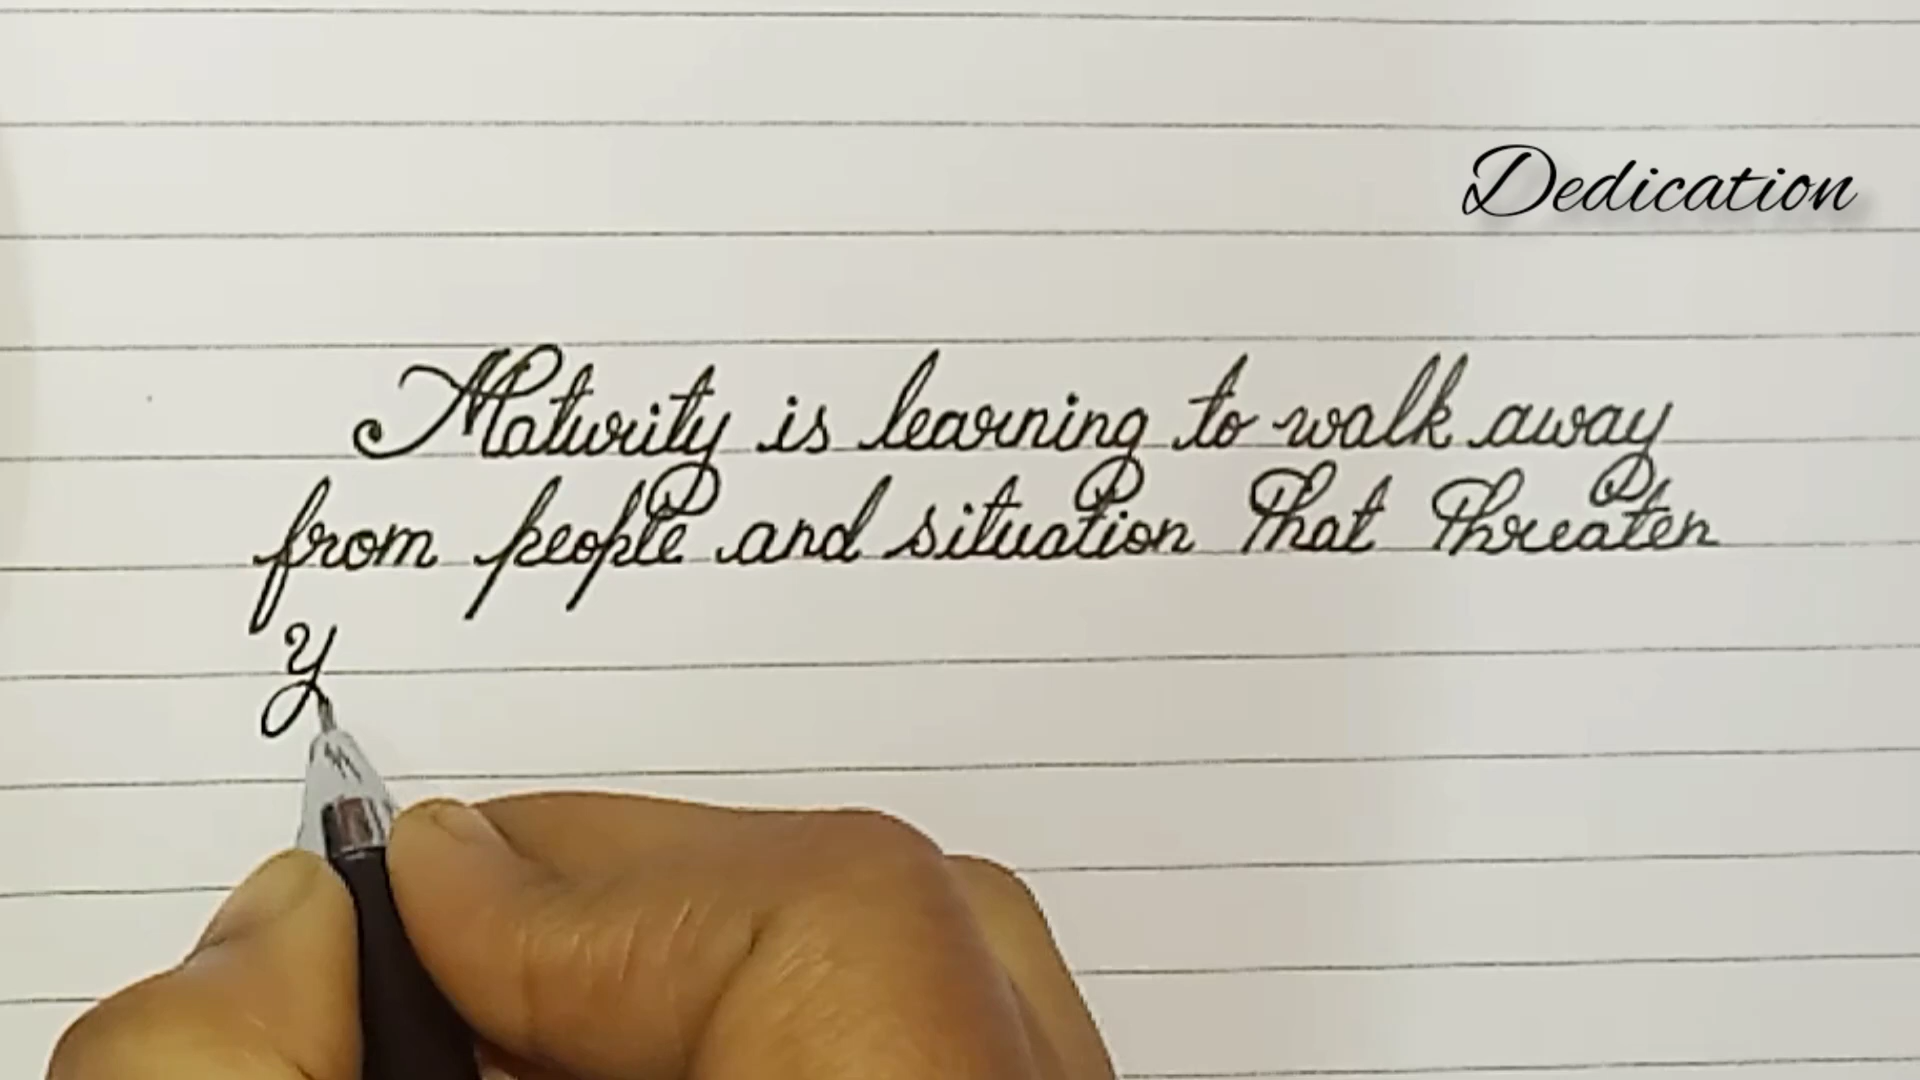 Dedication
Maturity is learning to walk away
from people and situation that threaten
y